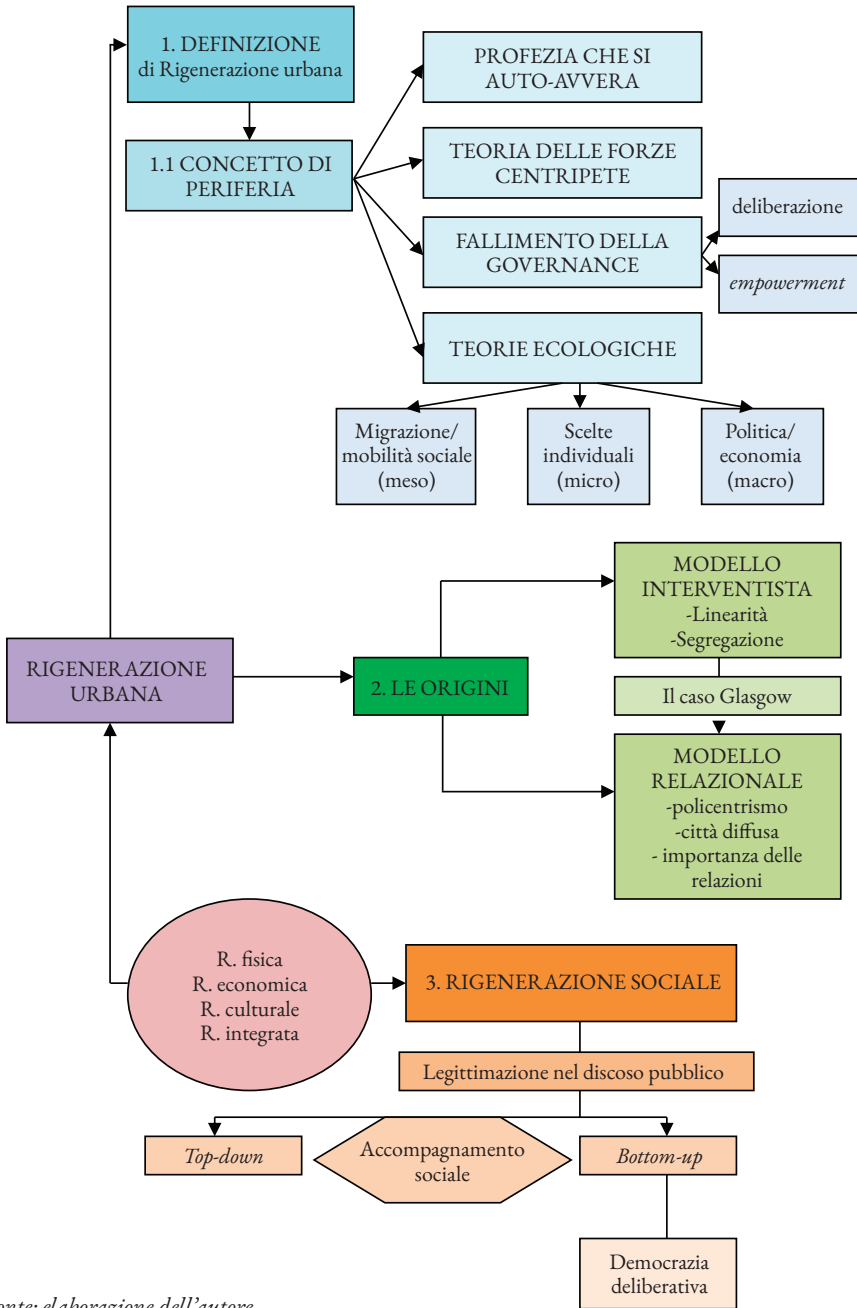 1. DEFINIZIONE
di Rigenerazione urbana
1.1 CONCETTO DI
PERIFERIA
PROFEZIA CHE SI
AUTO-AVVERA
TEORIA DELLE FORZE
CENTRIPETE
FALLIMENTO DELLA
GOVERNANCE
deliberazione
empowerment
TEORIE ECOLOGICHE
Migrazione/
mobilità sociale
(meso)
Scelte
individuali
(micro)
Politica/
economia
(macro)
RIGENERAZIONE
URBANA
2. LE ORIGINI
MODELLO
INTERVENTISTA
-Linearità
-Segregazione
Il caso Glasgow
MODELLO
RELAZIONALE
-policentrismo
-città diffusa
- importanza delle
relazioni
R. fisica
R. economica
R. culturale
R. integrata
3. RIGENERAZIONE SOCIALE
Legittimazione nel discoso pubblico
Top-down
Accompagnamento
sociale
Bottom-up
Democrazia
deliberativa
elaborazione dell'autore